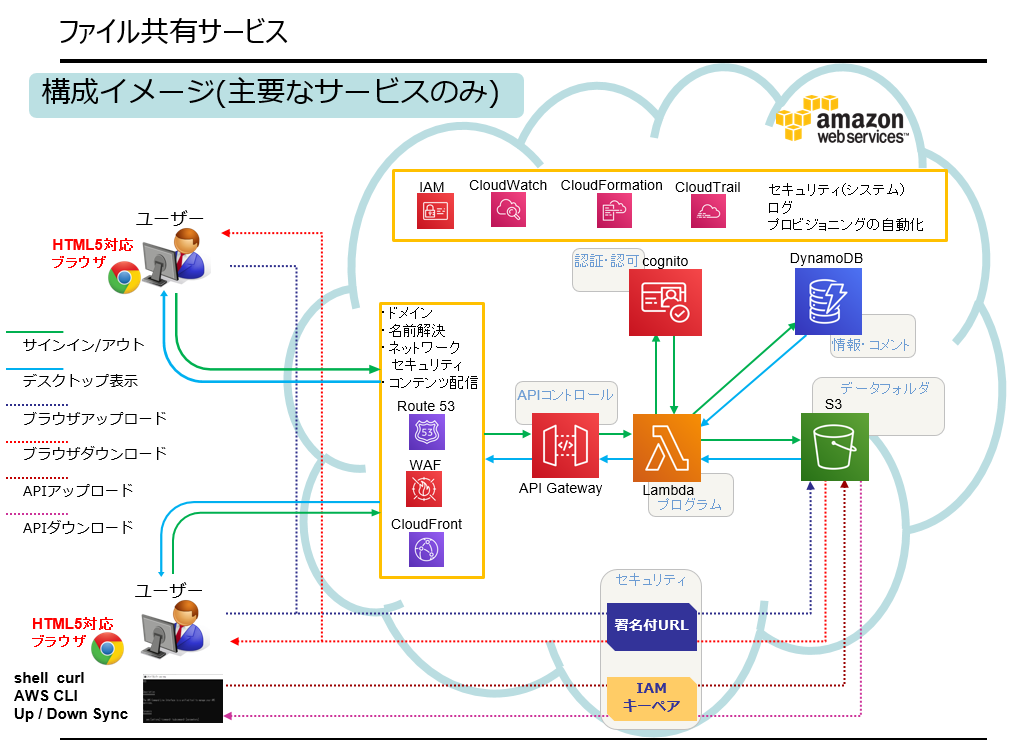 ファイル共有サービス
構成イメージ(主要なサービスのみ)
amazon
web services™
IAM
CloudWatch
CloudFormation
CloudTrail
セキュリティ(システム)
ログ
プロビジョニングの自動化
ユーザー
HTML5対応
ブラウザ
認証・認可
cognito
DynamoDB
情報・コメント
・ドメイン
・名前解決
・ネットワーク
セキュリティ
・コンテンツ配信
Route 53
53
WAF
CloudFront
サインイン/アウト
デスクトップ表示
ブラウザアップロード
ブラウザダウンロード
APIアップロード
APIダウンロード
APIコントロール
API Gateway
Lambda
プログラム
データフォルダ
S3
ユーザー
HTML5対応
ブラウザ
セキュリティ
署名付URL
IAM
キーペア
shell curl
AWS CLI
Up / Down Sync